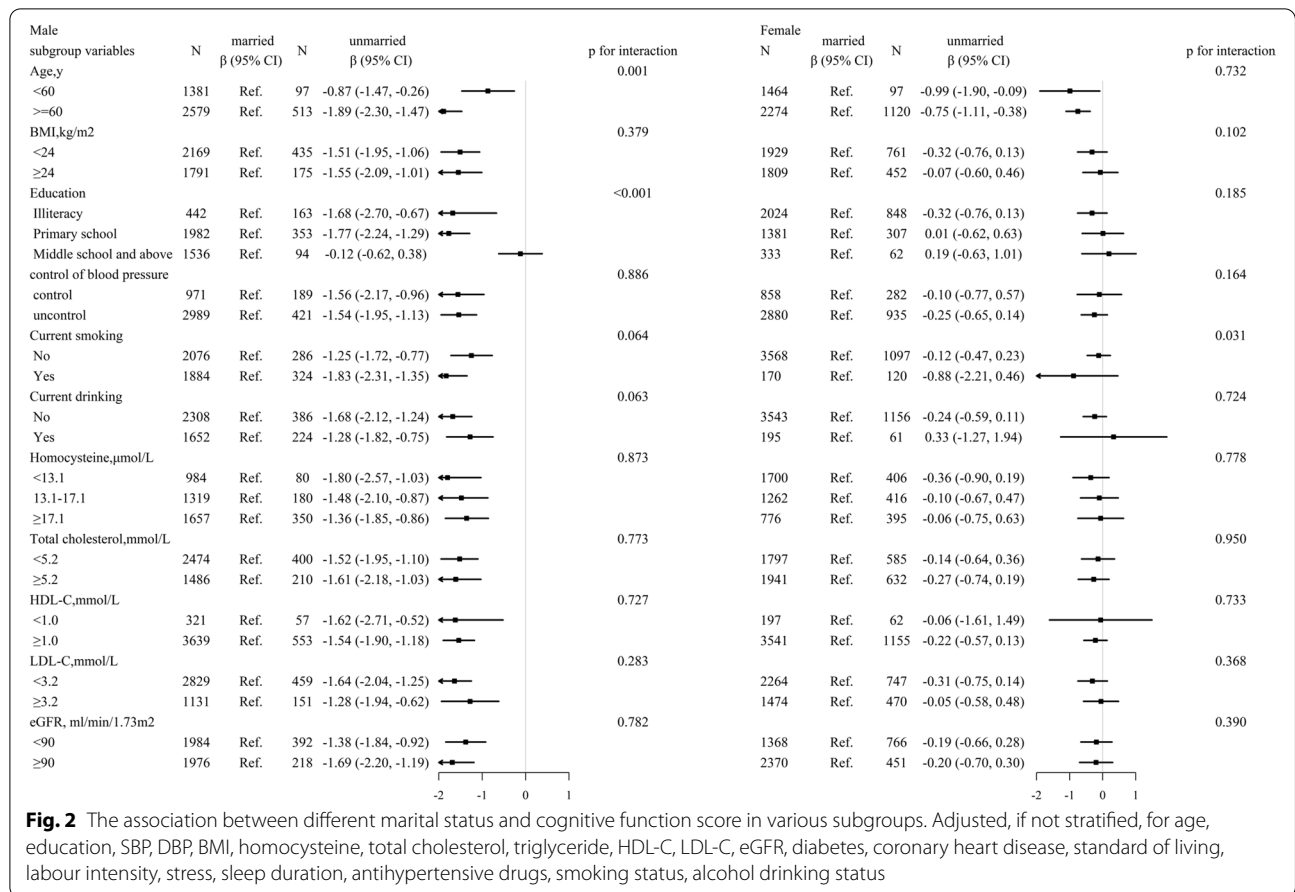 Male Female
subgroup variables N married β (95% CI) N unmarried β (95% CI) p for interaction N married β (95% CI) N unmarried β (95% CI) p for interaction
Age,y 0.001 0.732
<60 1381 Ref. 97 -0.87 (-1.47, -0.26) 1464 Ref. 97 -0.99 (-1.90, -0.09)
>=60 2579 Ref. 513 -1.89 (-2.30, -1.47) 2274 Ref. 1120 -0.75 (-1.11, -0.38)
BMI,kg/m2 0.379 0.102
<24 2169 Ref. 435 -1.51 (-1.95, -1.06) 1929 Ref. 761 -0.32 (-0.76, 0.13)
≥24 1791 Ref. 175 -1.55 (-2.09, -1.01) 1809 Ref. 452 -0.07 (-0.60, 0.46)
Education <0.001 0.185
Illiteracy 442 Ref. 163 -1.68 (-2.70, -0.67) 2024 Ref. 848 -0.32 (-0.76, 0.13)
Primary school 1982 Ref. 353 -1.77 (-2.24, -1.29) 1381 Ref. 307 0.01 (-0.62, 0.63)
Middle school and above 1536 Ref. 94 -0.12 (-0.62, 0.38) 333 Ref. 62 0.19 (-0.63, 1.01)
control of blood pressure 0.886 0.164
control 971 Ref. 189 -1.56 (-2.17, -0.96) 858 Ref. 282 -0.10 (-0.77, 0.57)
uncontrol 2989 Ref. 421 -1.54 (-1.95, -1.13) 2880 Ref. 935 -0.25 (-0.65, 0.14)
Current smoking 0.064 0.031
No 2076 Ref. 286 -1.25 (-1.72, -0.77) 3568 Ref. 1097 -0.12 (-0.47, 0.23)
Yes 1884 Ref. 324 -1.83 (-2.31, -1.35) 170 Ref. 120 -0.88 (-2.21, 0.46)
Current drinking 0.063 0.724
No 2308 Ref. 386 -1.68 (-2.12, -1.24) 3543 Ref. 1156 -0.24 (-0.59, 0.11)
Yes 1652 Ref. 224 -1.28 (-1.82, -0.75) 195 Ref. 61 0.33 (-1.27, 1.94)
Homocysteine,μmol/L 0.873 0.778
<13.1 984 Ref. 80 -1.80 (-2.57, -1.03) 1700 Ref. 406 -0.36 (-0.90, 0.19)
13.1-17.1 1319 Ref. 180 -1.48 (-2.10, -0.87) 1262 Ref. 416 -0.10 (-0.67, 0.47)
≥17.1 1657 Ref. 350 -1.36 (-1.85, -0.86) 776 Ref. 395 -0.06 (-0.75, 0.63)
Total cholesterol,mmol/L 0.773 0.950
<5.2 2474 Ref. 400 -1.52 (-1.95, -1.10) 1797 Ref. 585 -0.14 (-0.64, 0.36)
≥5.2 1486 Ref. 210 -1.61 (-2.18, -1.03) 1941 Ref. 632 -0.27 (-0.74, 0.19)
HDL-C,mmol/L 0.727 0.733
<1.0 321 Ref. 57 -1.62 (-2.71, -0.52) 197 Ref. 62 -0.06 (-1.61, 1.49)
≥1.0 3639 Ref. 553 -1.54 (-1.90, -1.18) 3541 Ref. 1155 -0.22 (-0.57, 0.13)
LDL-C,mmol/L 0.283 0.368
<3.2 2829 Ref. 459 -1.64 (-2.04, -1.25) 2264 Ref. 747 -0.31 (-0.75, 0.14)
≥3.2 1131 Ref. 151 -1.28 (-1.94, -0.62) 1474 Ref. 470 -0.05 (-0.58, 0.48)
eGFR, ml/min/1.73m2 0.782 0.390
<90 1984 Ref. 392 -1.38 (-1.84, -0.92) 1368 Ref. 766 -0.19 (-0.66, 0.28)
≥90 1976 Ref. 218 -1.69 (-2.20, -1.19) 2370 Ref. 451 -0.20 (-0.70, 0.30)
-2 -1 0 1 -2 -1 0 1
Fig. 2 The association between different marital status and cognitive function score in various subgroups. Adjusted, if not stratified, for age,
education, SBP, DBP, BMI, homocysteine, total cholesterol, triglyceride, HDL-C, LDL-C, eGFR, diabetes, coronary heart disease, standard of living,
labour intensity, stress, sleep duration, antihypertensive drugs, smoking status, alcohol drinking status